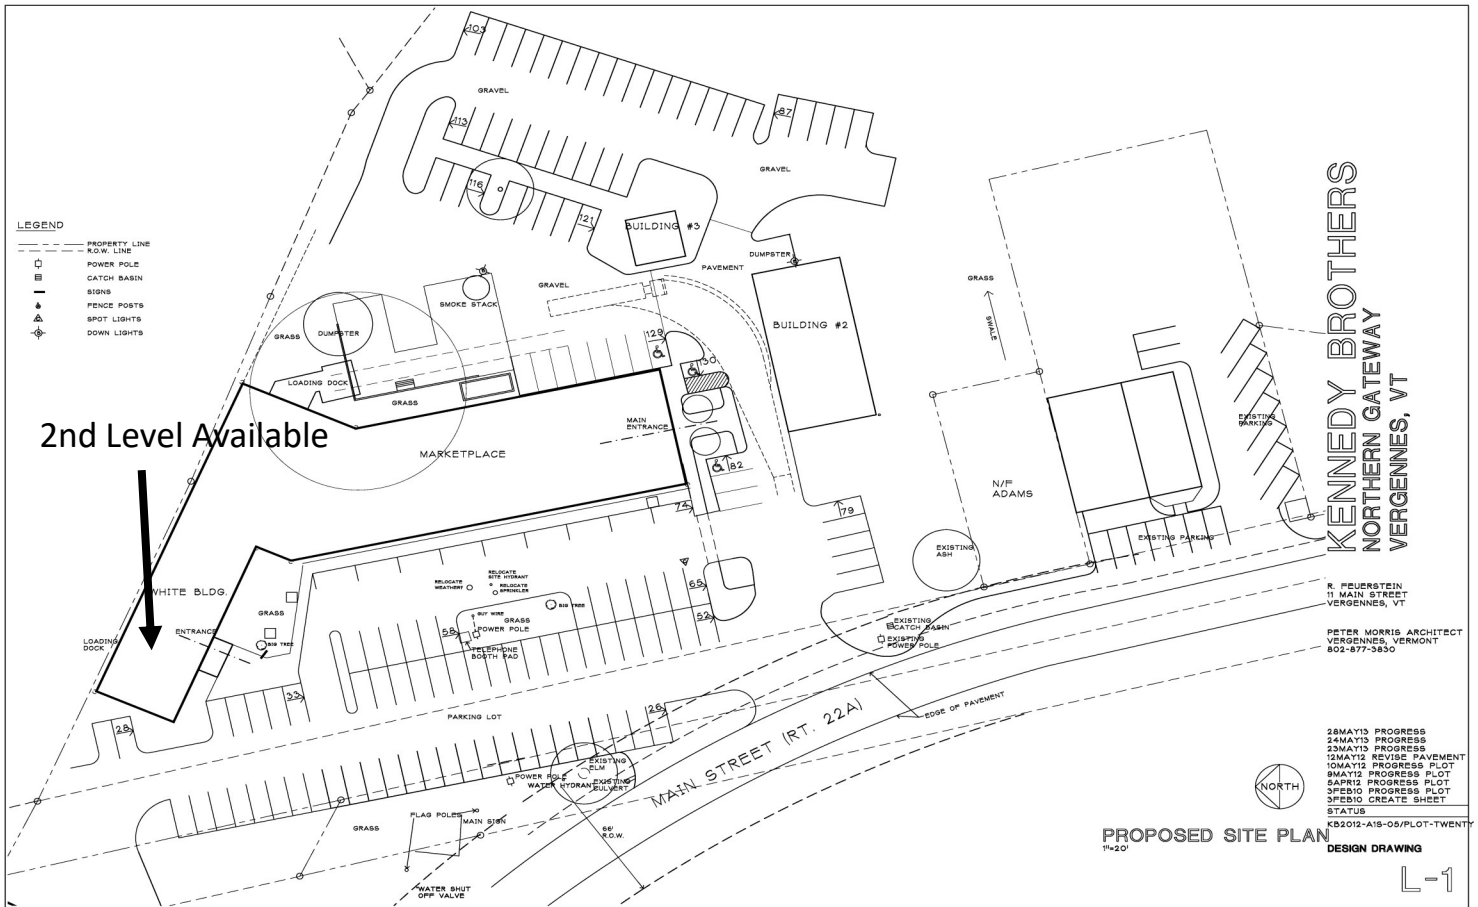 103
GRAVEL
87
113
GRAVEL
116
121
BUILDING #3
LEGEND
PROPERTY LINE
R.O.W. LINE
POWER POLE
CATCH BASIN
SIGNS
FENCE POSTS
SPOT LIGHTS
DOWN LIGHTS
DUMPSTER
PAVEMENT
GRASS
SWALE
GRAVEL
SMOKE STACK
GRASS
DUMPSTER
BUILDING #2
129
130
LOADING DOCK
GRASS
MAIN
ENTRANCE
EXISTING
PARKING
2nd Level Available
MARKETPLACE
82
N/F
ADAMS
74
79
EXISTING PARKING
EXISTING
ASH
RELOCATE
SITE HYDRANT
RELOCATE
WEATHERV
RELOCATE
SPRINKLER
65
52
WHITE BLDG.
GRASS
BIG TREE
GUY WIRE
GRASS
POWER POLE
58
TELEPHONE
BOOTH PAD
LOADING
DOCK
ENTRANCE
BIG TREE
EXISTING
CATCH BASIN
EXISTING
POWER POLE
33
28
26
PARKING LOT
EDGE OF PAVEMENT
MAIN STREET (RT. 22A)
EXISTING
ELM
POWER POLE
WATER HYDRANT
EXISTING
CULVERT
FLAG POLES
MAIN SIGN
GRASS
66'
R.O.W.
WATER SHUT
OFF VALVE
KENNEDY BROTHERS
NORTHERN GATEWAY
VERGENNES, VT
R. FEUERSTEIN
11 MAIN STREET
VERGENNES, VT
PETER MORRIS ARCHITECT
VERGENNES, VERMONT
802-877-3830
28MAY13 PROGRESS
24MAY13 PROGRESS
23MAY13 PROGRESS
12MAY12 REVISE PAVEMENT
10MAY12 PROGRESS PLOT
9MAY12 PROGRESS PLOT
5APR12 PROGRESS PLOT
3FEB10 PROGRESS PLOT
3FEB10 CREATE SHEET
STATUS
KB2012-A1S-05/PLOT-TWENTY
NORTH
PROPOSED SITE PLAN
1"=20'
DESIGN DRAWING
L-1